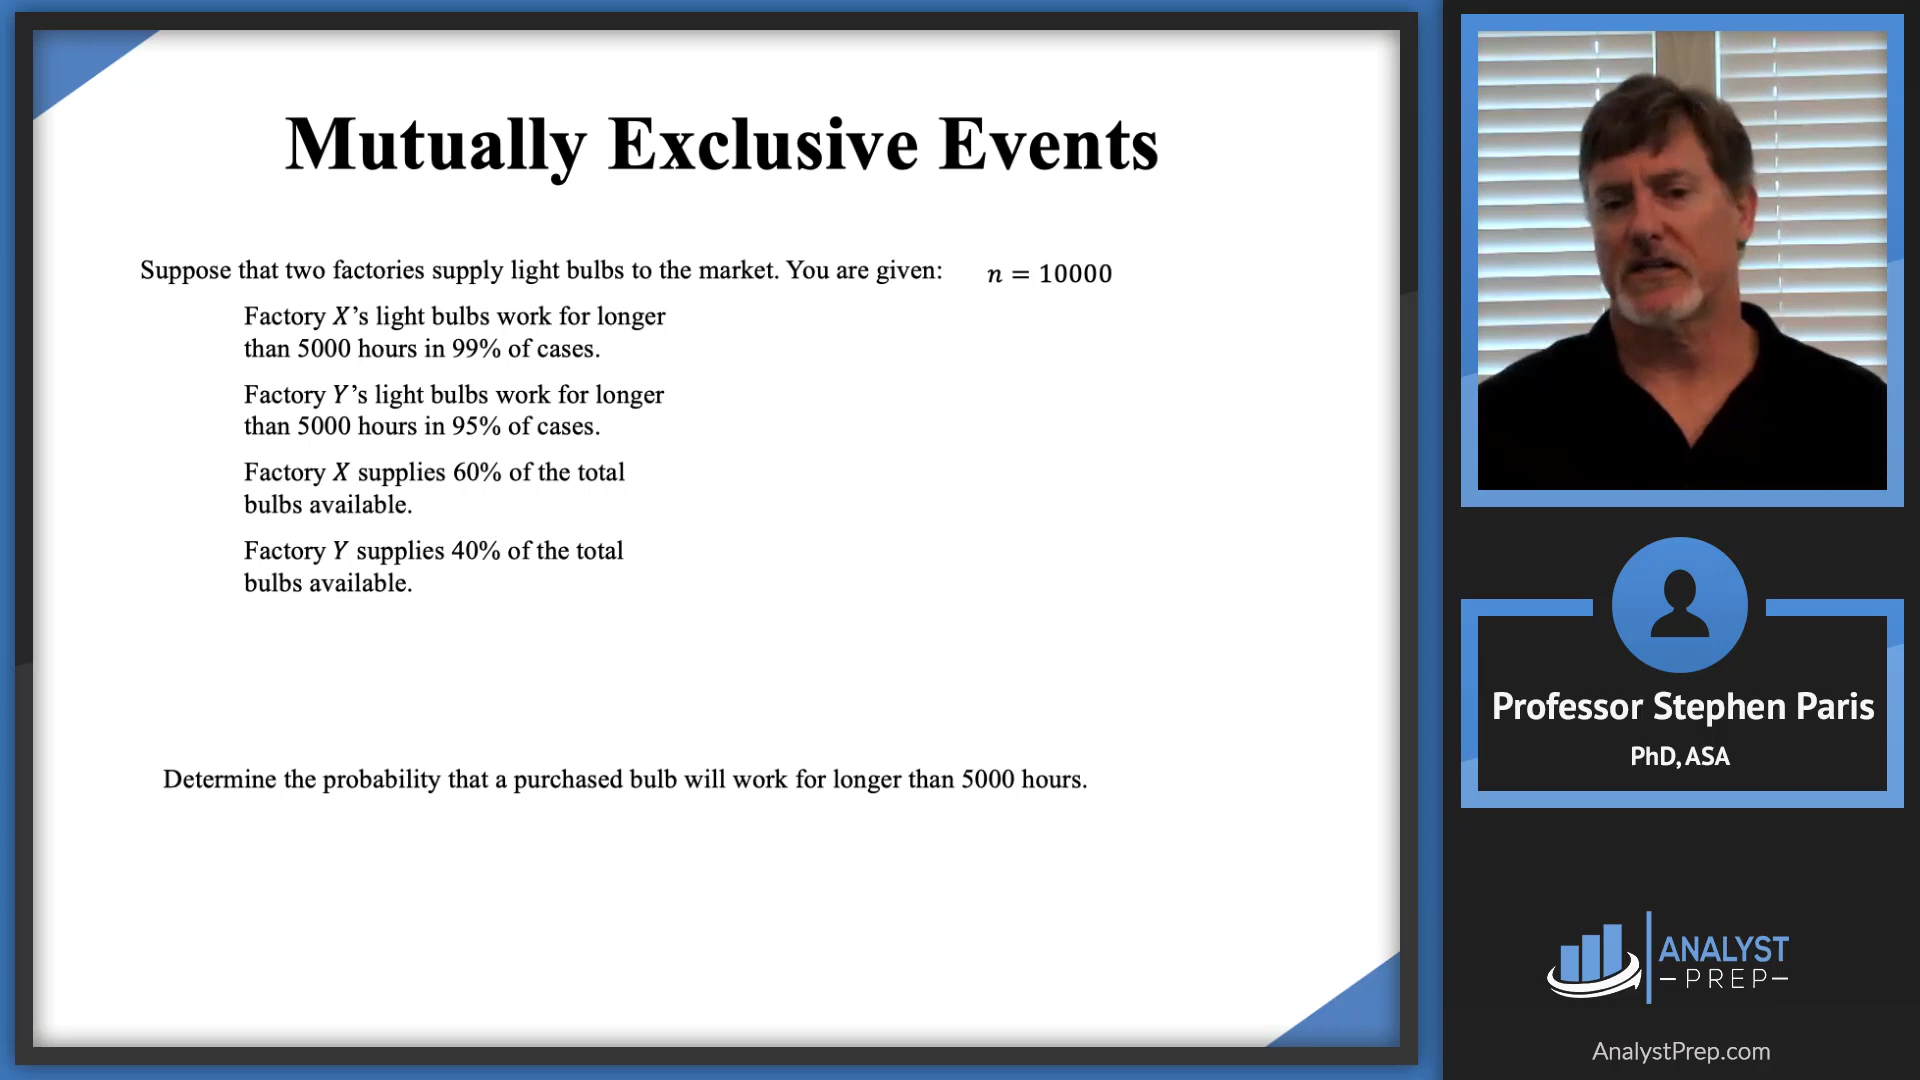 Mutually Exclusive Events
Suppose that two factories supply light bulbs to the market. You are given: n = 10000
Factory X's light bulbs work for longer
than 5000 hours in 99% of cases.
Factory Y's light bulbs work for longer
than 5000 hours in 95% of cases.
Factory X supplies 60% of the total
bulbs available.
Factory Y supplies 40% of the total
bulbs available.
Determine the probability that a purchased bulb will work for longer than 5000 hours.
Professor Stephen Paris
PhD, ASA
ANALYST
PREP
AnalystPrep.com